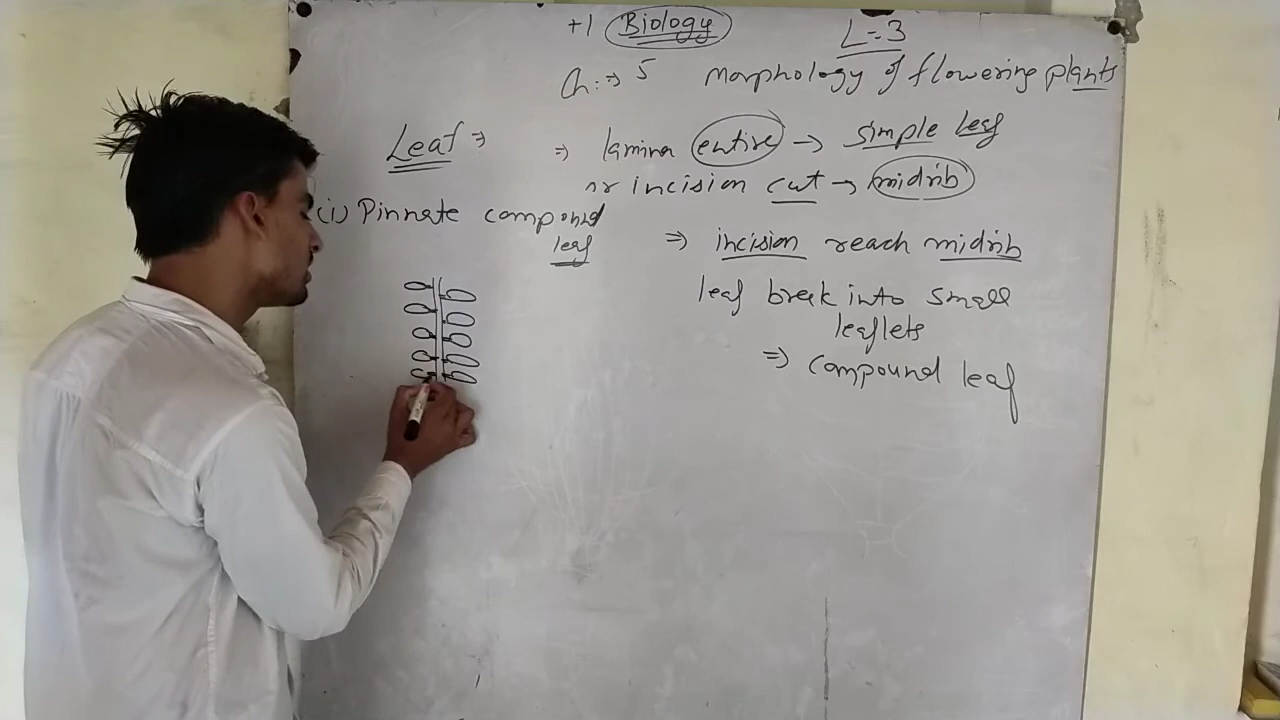 +1 Biology L=3
Ch:→ 5 morphology of flowering plants
Leaf ⇒ ⇒ lamina entire → simple leaf
or incision cut → midrib
(i) Pinnate compound
leaf
⇒ incision reach midrib
leaf break into small
leaflets
⇒ compound leaf